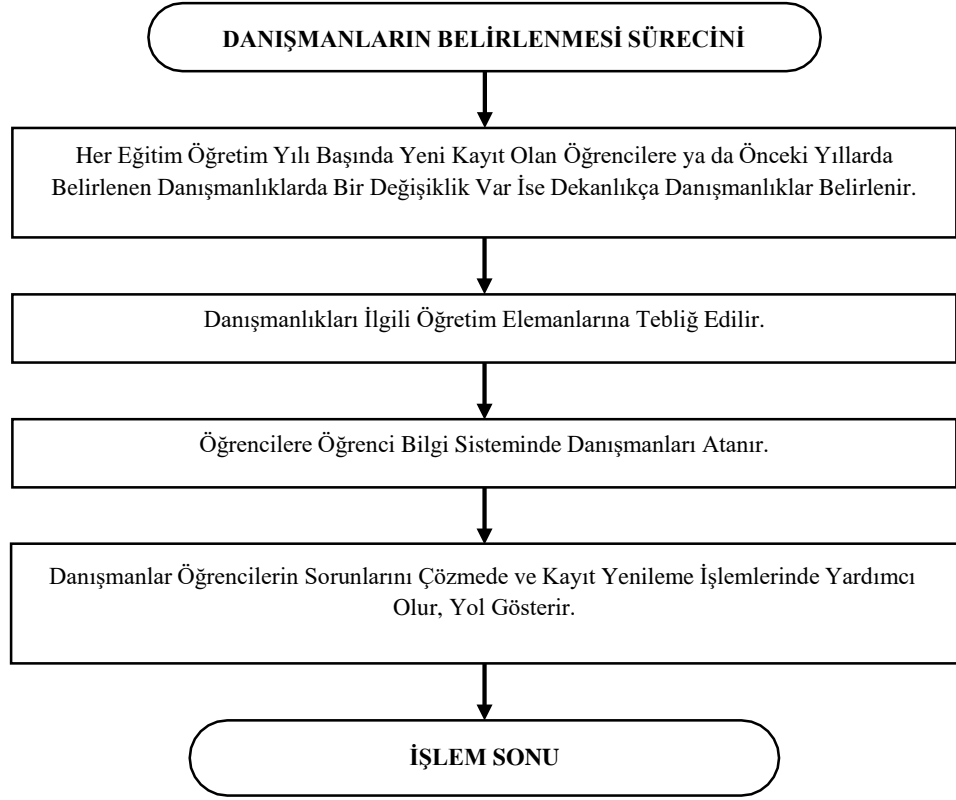 DANIŞMANLARIN BELİRLENMESİ SÜRECİNİ
Her Eğitim Öğretim Yılı Başında Yeni Kayıt Olan Öğrencilere ya da Önceki Yıllarda
Belirlenen Danışmanlıklarda Bir Değişiklik Var İse Dekanlıkça Danışmanlıklar Belirlenir.
Danışmanlıkları İlgili Öğretim Elemanlarına Tebliğ Edilir.
Öğrencilere Öğrenci Bilgi Sisteminde Danışmanları Atanır.
Danışmanlar Öğrencilerin Sorunlarını Çözmede ve Kayıt Yenileme İşlemlerinde Yardımcı
Olur, Yol Gösterir.
İŞLEM SONU